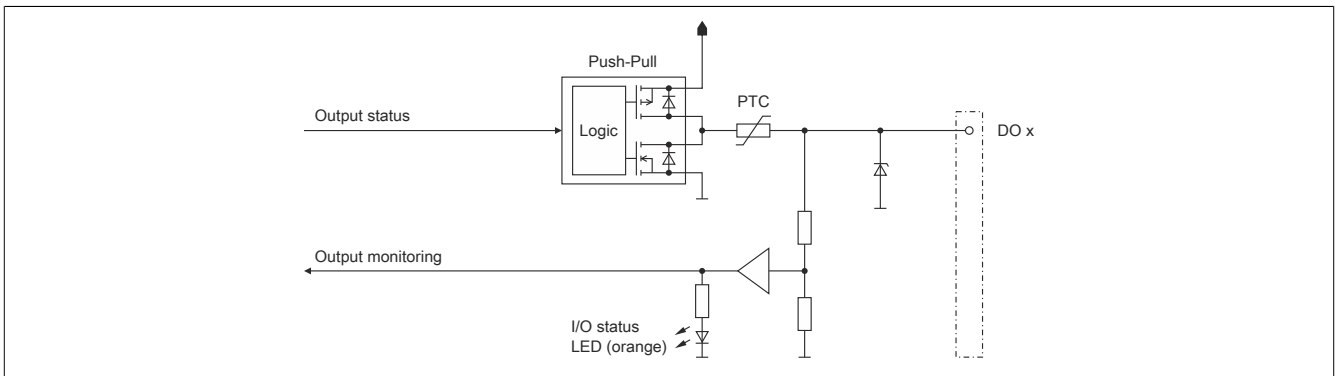 Push-Pull
PTC
Output status
Logic
DO x
Output monitoring
I/O status
LED (orange)